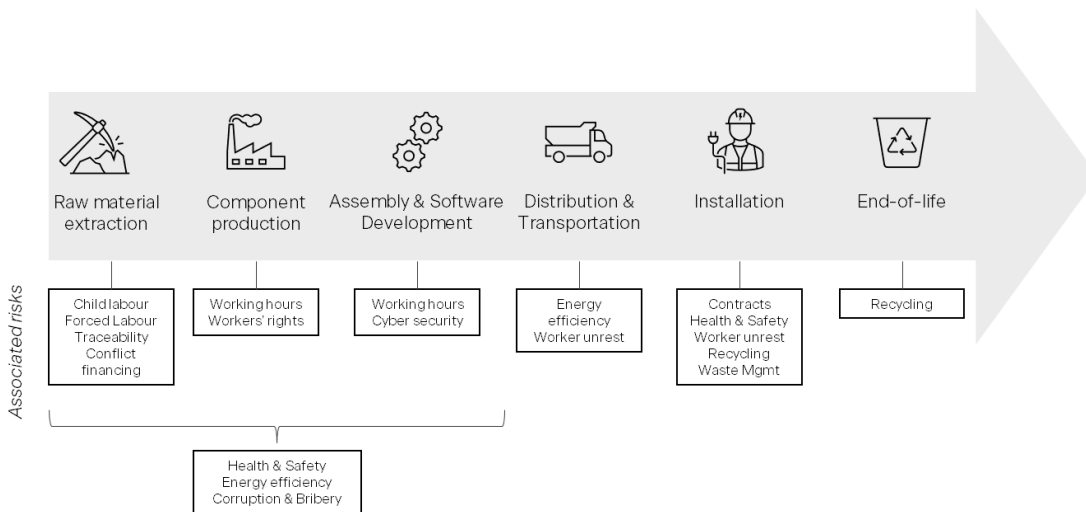 Raw material
extraction
Component
production
Assembly & Software
Development
Distribution &
Transportation
Installation
End-of-life
Associated risks
Child labour
Forced Labour
Traceability
Conflict
financing
Working hours
Workers' rights
Working hours
Cyber security
Energy
efficiency
Worker unrest
Contracts
Health & Safety
Worker unrest
Recycling
Waste Mgmt
Recycling
Health & Safety
Energy efficiency
Corruption & Bribery